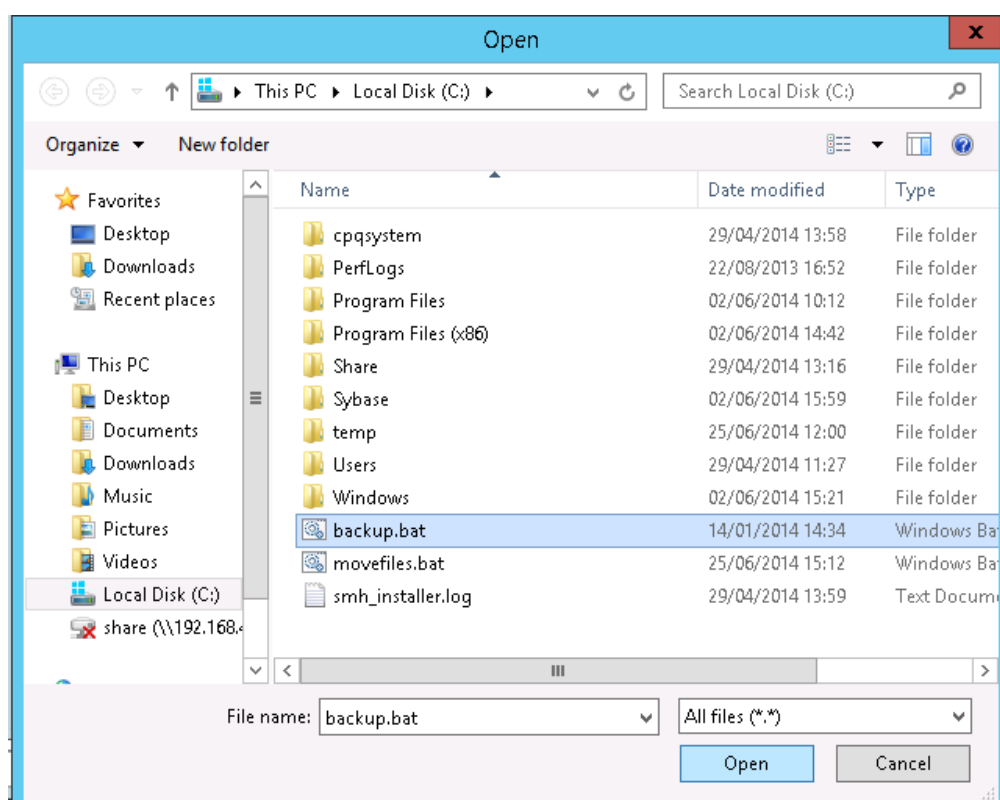 Open
This PC Local Disk (C:) Search Local Disk (C:)
Organize New folder
Name Date modified Type
Favorites
Desktop
Downloads
Recent places
This PC
Desktop
Documents
Downloads
Music
Pictures
Videos
Local Disk (C:)
share (\\192.168.
cpqsystem 29/04/2014 13:58 File folder
PerfLogs 22/08/2013 16:52 File folder
Program Files 02/06/2014 10:12 File folder
Program Files (x86) 02/06/2014 14:42 File folder
Share 29/04/2014 13:16 File folder
Sybase 02/06/2014 15:59 File folder
temp 25/06/2014 12:00 File folder
Users 29/04/2014 11:27 File folder
Windows 02/06/2014 15:21 File folder
backup.bat 14/01/2014 14:34 Windows Ba
movefiles.bat 25/06/2014 15:12 Windows Ba
smh_installer.log 29/04/2014 13:59 Text Docum
File name: backup.bat All files (*.*)
Open Cancel